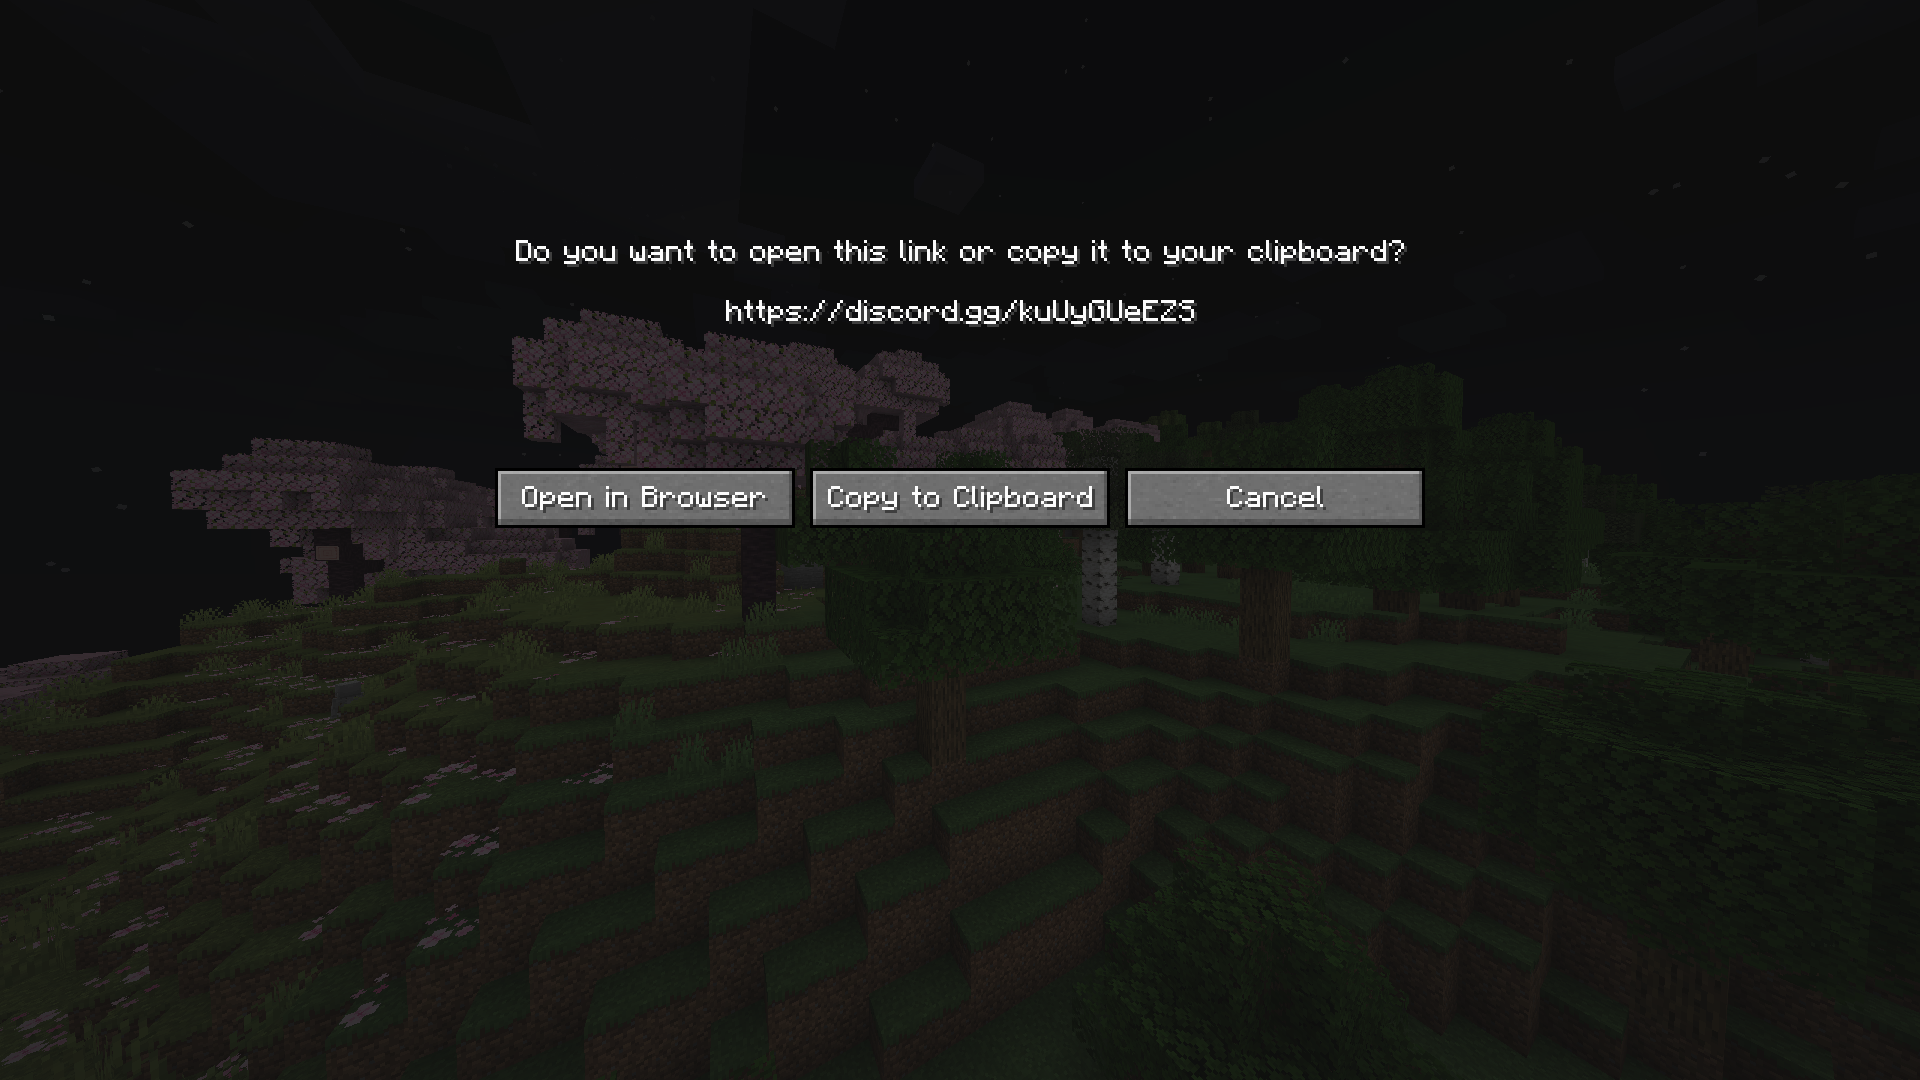 Do you want to open this link or copy it to your clipboard?
https://discord.gg/kuUyGUeEZS
Open in Browser
Copy to Clipboard
Cancel